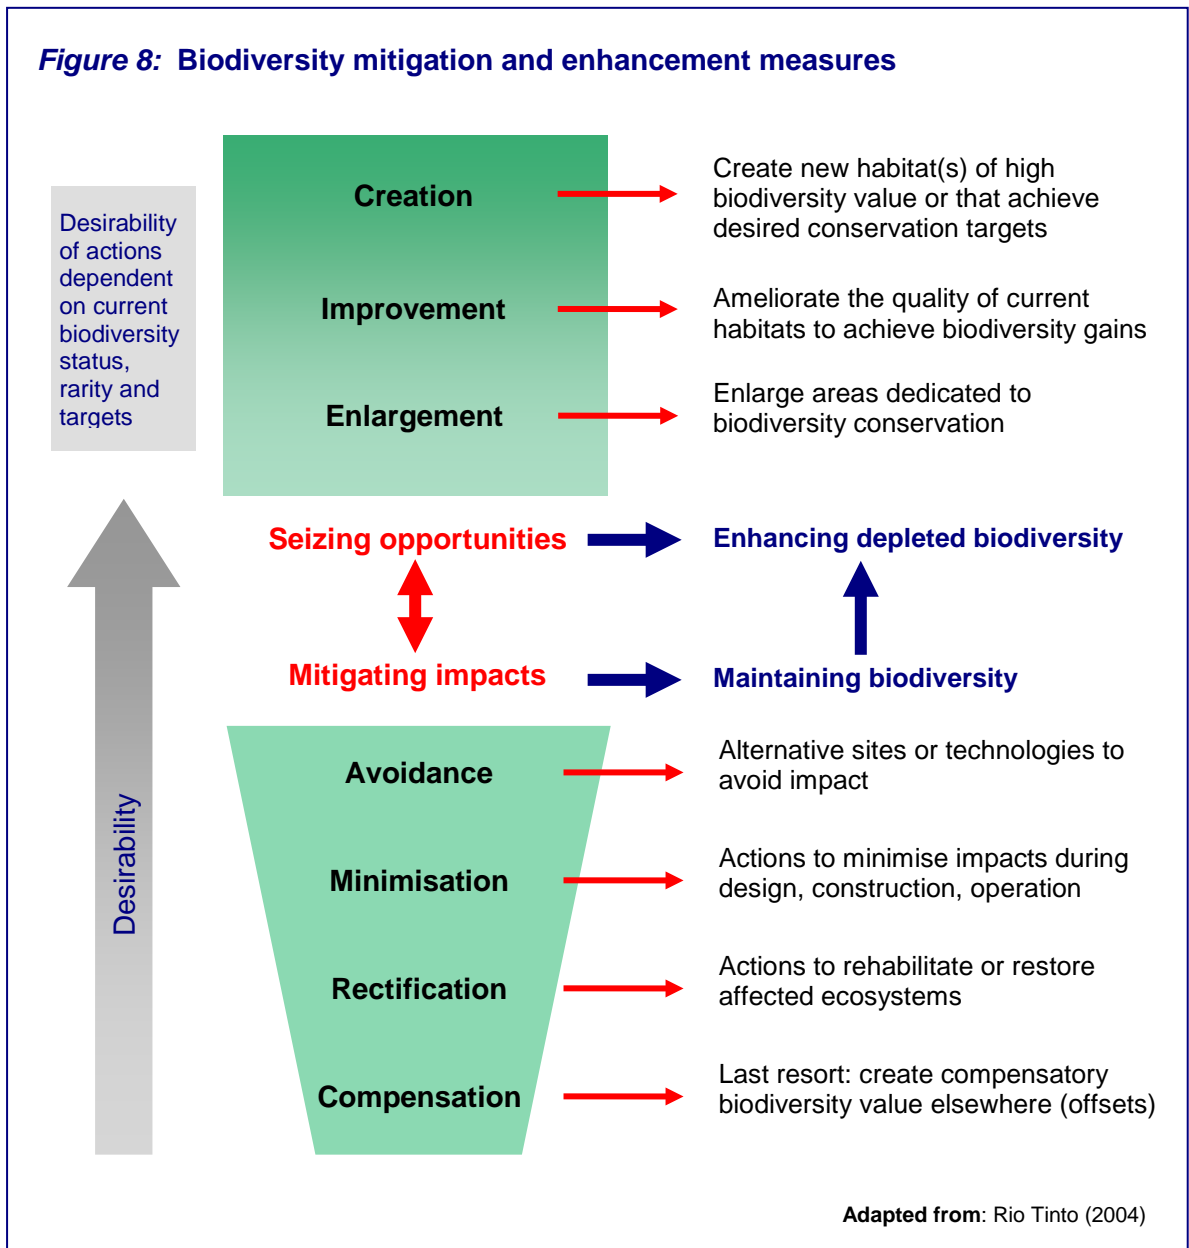 Figure 8: Biodiversity mitigation and enhancement measures
Desirability
of actions
dependent
on current
biodiversity
status,
rarity and
targets
Creation
Create new habitat(s) of high
biodiversity value or that achieve
desired conservation targets
Improvement
Ameliorate the quality of current
habitats to achieve biodiversity gains
Enlargement
Enlarge areas dedicated to
biodiversity conservation
Seizing opportunities
Enhancing depleted biodiversity
Mitigating impacts
Maintaining biodiversity
Desirability
Avoidance
Alternative sites or technologies to
avoid impact
Minimisation
Actions to minimise impacts during
design, construction, operation
Rectification
Actions to rehabilitate or restore
affected ecosystems
Compensation
Last resort: create compensatory
biodiversity value elsewhere (offsets)
Adapted from: Rio Tinto (2004)